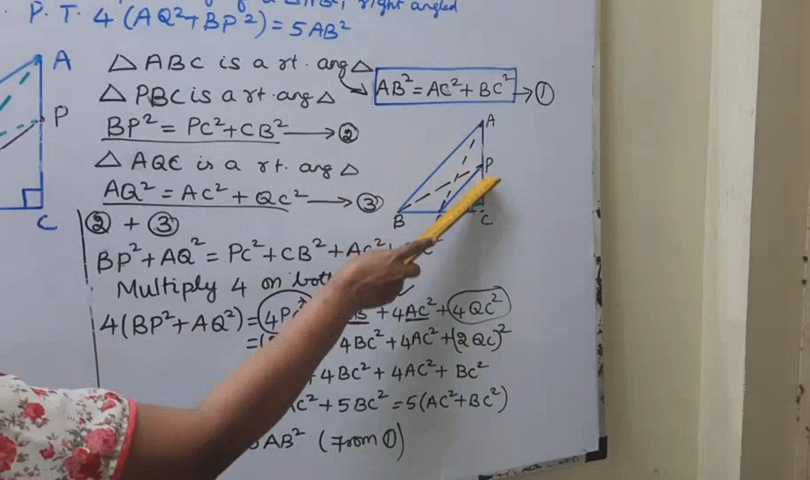 right angled
P. T. 4 (AQ²+BP²) = 5AB²
△ ABC is a rt. ang △
AB² = AC² + BC² → ①
△ PBC is a rt ang △
BP² = PC² + CB² → ②
△ AQC is a rt. ang △
AQ² = AC² + QC² → ③
A
P
C
A
P
B
C
② + ③
BP² + AQ² = PC² + CB² + AC²
Multiply 4 on
4(BP²+AQ²) = + 4AC² + 4QC²
= 4BC² + 4AC² + (2QC)²
+ 4BC² + 4AC² + BC²
+ 5BC² = 5(AC²+BC²)
AB² (From ①)